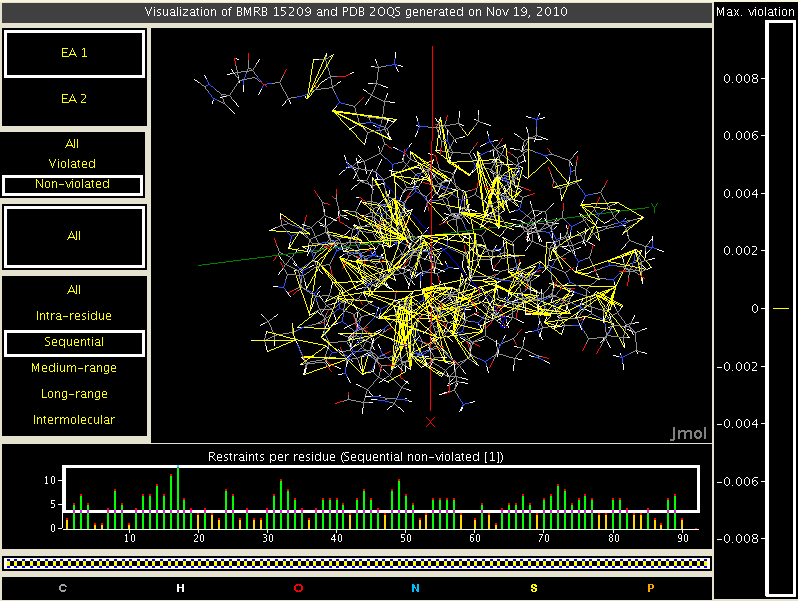 Visualization of BMRB 15209 and PDB 2OQS generated on Nov 19, 2010
Max. violation
EA 1
EA 2
All
Violated
Non-violated
All
All
Intra-residue
Sequential
Medium-range
Long-range
Intermolecular
Y
X
Jmol
0.008
0.006
0.004
0.002
0
-0.002
-0.004
-0.006
-0.008
Restraints per residue (Sequential non-violated [1])
10
5
0
10 20 30 40 50 60 70 80 90
C H O N S P